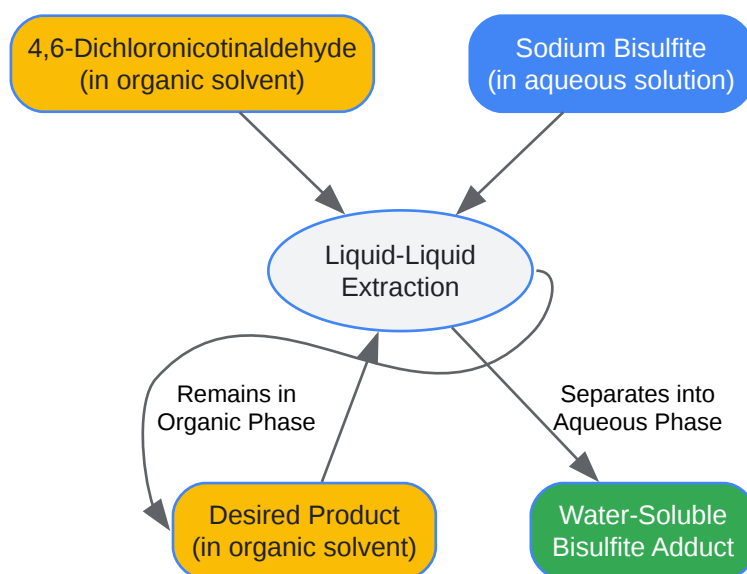 4,6-Dichloronicotinaldehyde
(in organic solvent)
Sodium Bisulfite
(in aqueous solution)
Liquid-Liquid
Extraction
Remains in
Organic Phase
Separates into
Aqueous Phase
Desired Product
(in organic solvent)
Water-Soluble
Bisulfite Adduct